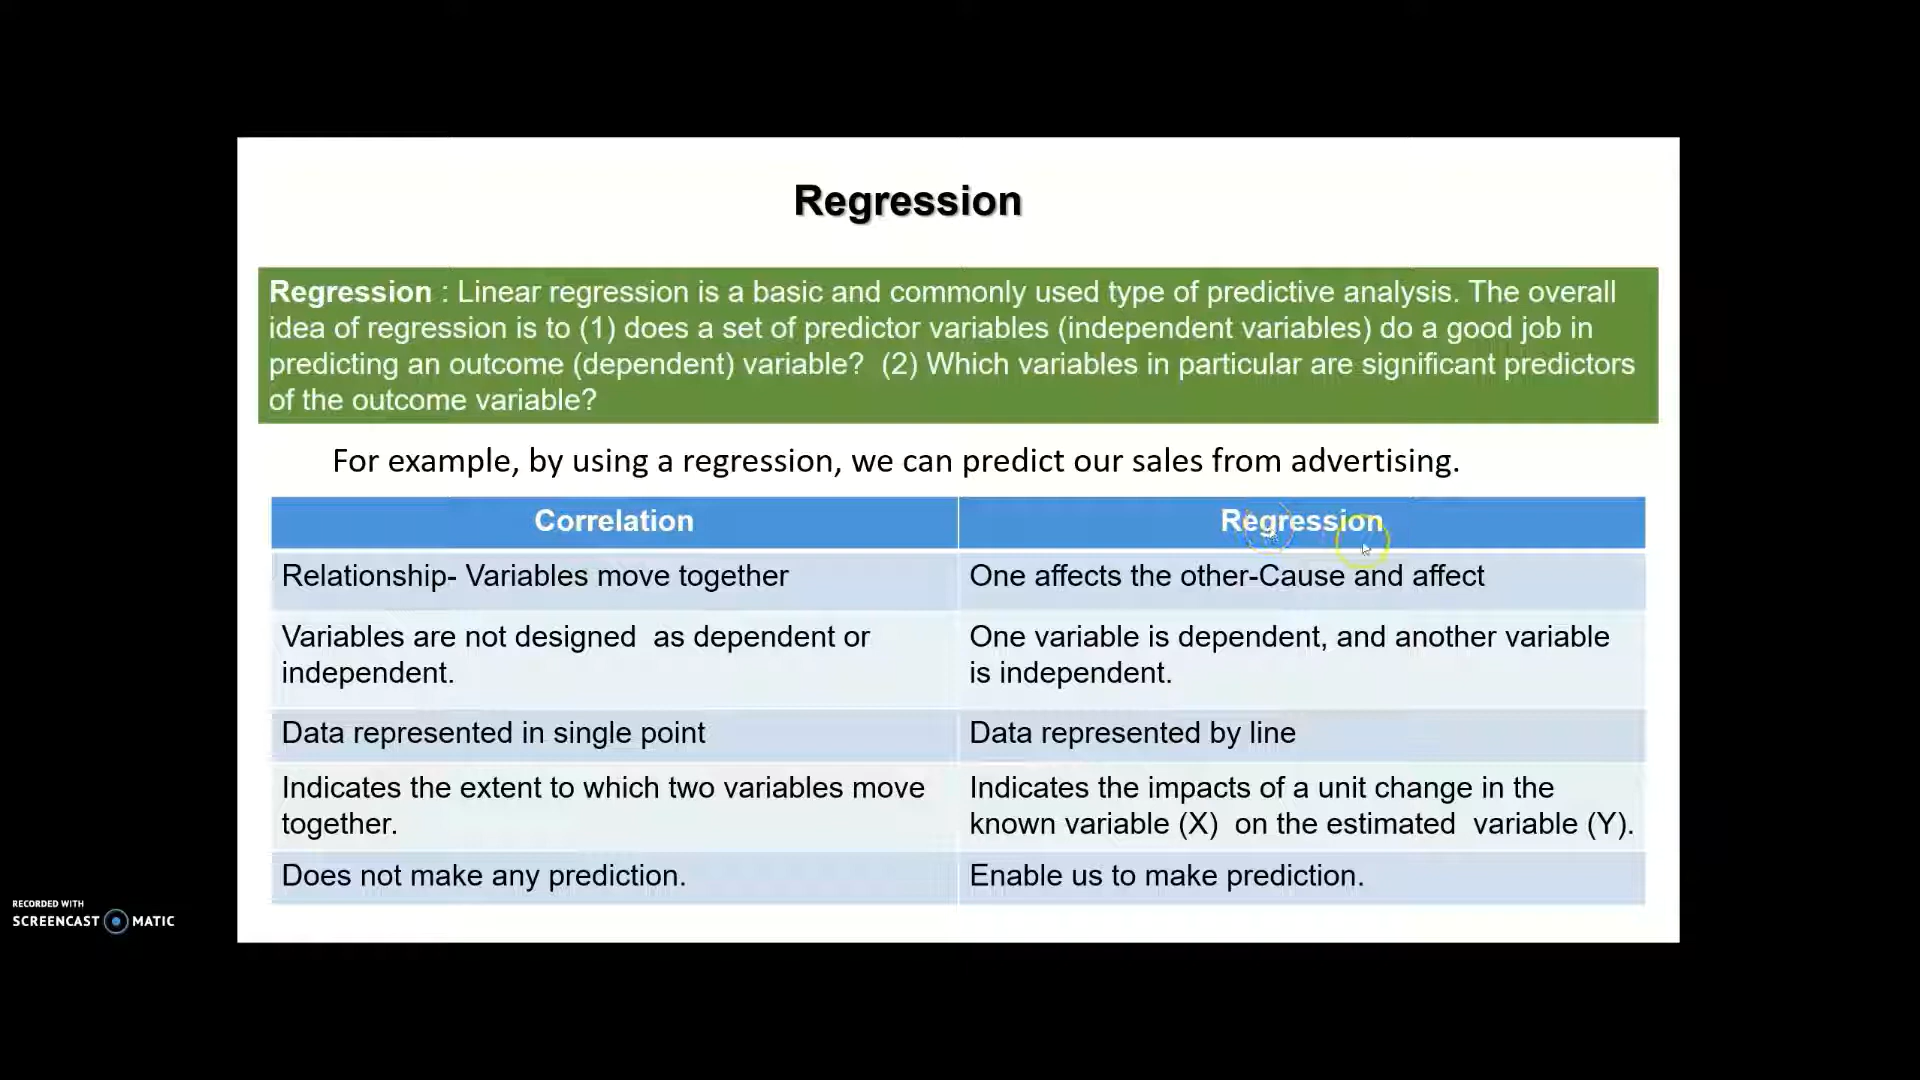 Regression
Regression : Linear regression is a basic and commonly used type of predictive analysis. The overall
idea of regression is to (1) does a set of predictor variables (independent variables) do a good job in
predicting an outcome (dependent) variable?  (2) Which variables in particular are significant predictors
of the outcome variable?
For example, by using a regression, we can predict our sales from advertising.
Correlation
Regression
Relationship- Variables move together
One affects the other-Cause and affect
Variables are not designed  as dependent or
independent.
One variable is dependent, and another variable
is independent.
Data represented in single point
Data represented by line
Indicates the extent to which two variables move
together.
Indicates the impacts of a unit change in the
known variable (X)  on the estimated  variable (Y).
Does not make any prediction.
Enable us to make prediction.
RECORDED WITH
SCREENCAST MATIC